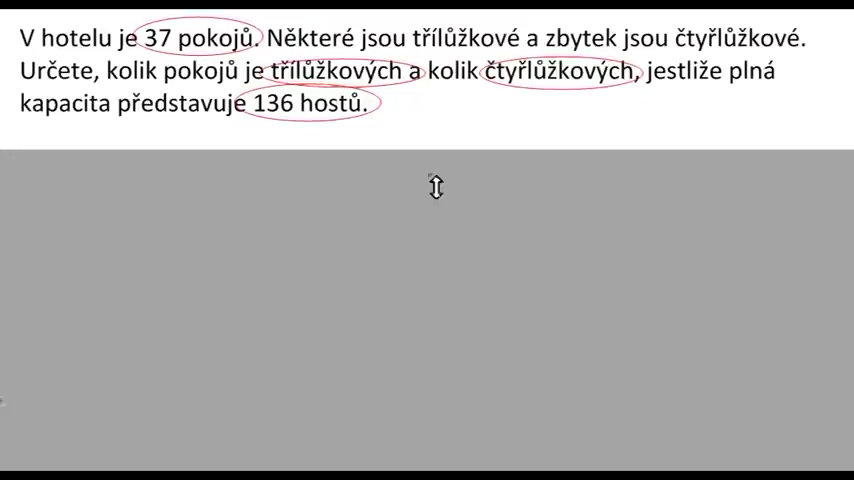 V hotelu je 37 pokojů. Některé jsou třílůžkové a zbytek jsou čtyřlůžkové.
Určete, kolik pokojů je třílůžkových a kolik čtyřlůžkových, jestliže plná
kapacita představuje 136 hostů.